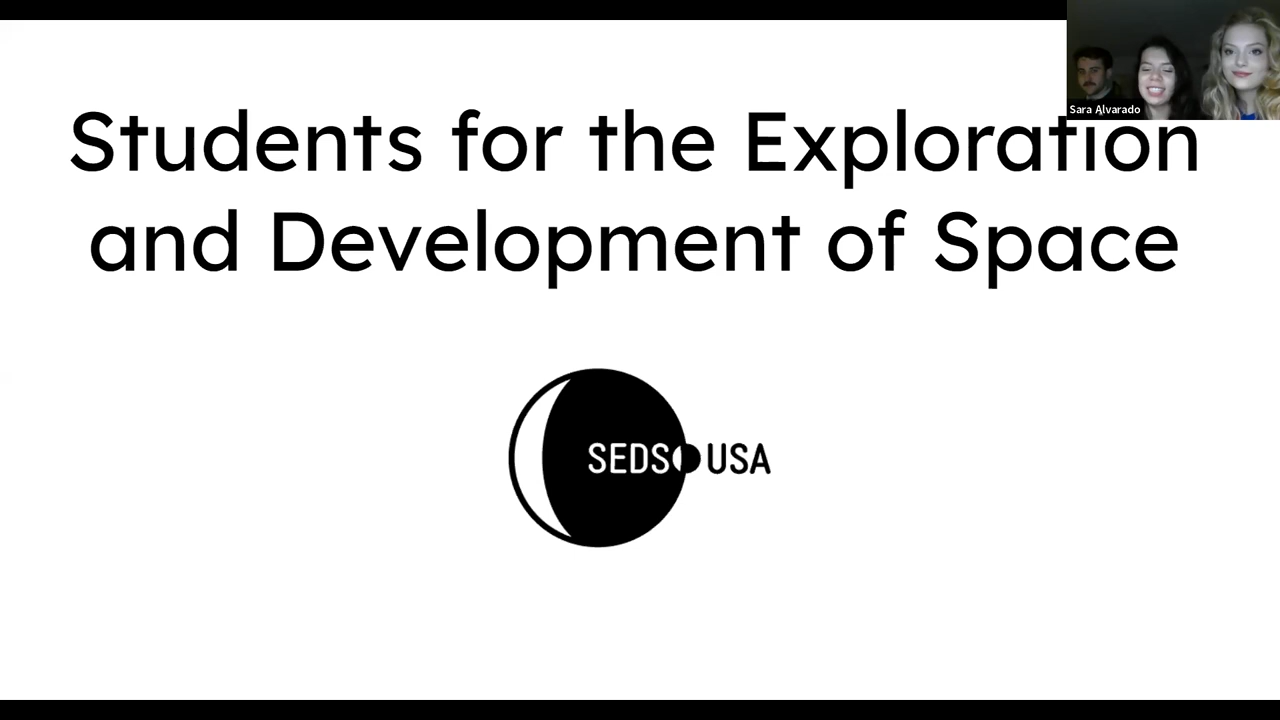 Sara Alvarado
Students for the Exploration
and Development of Space
SEDS USA